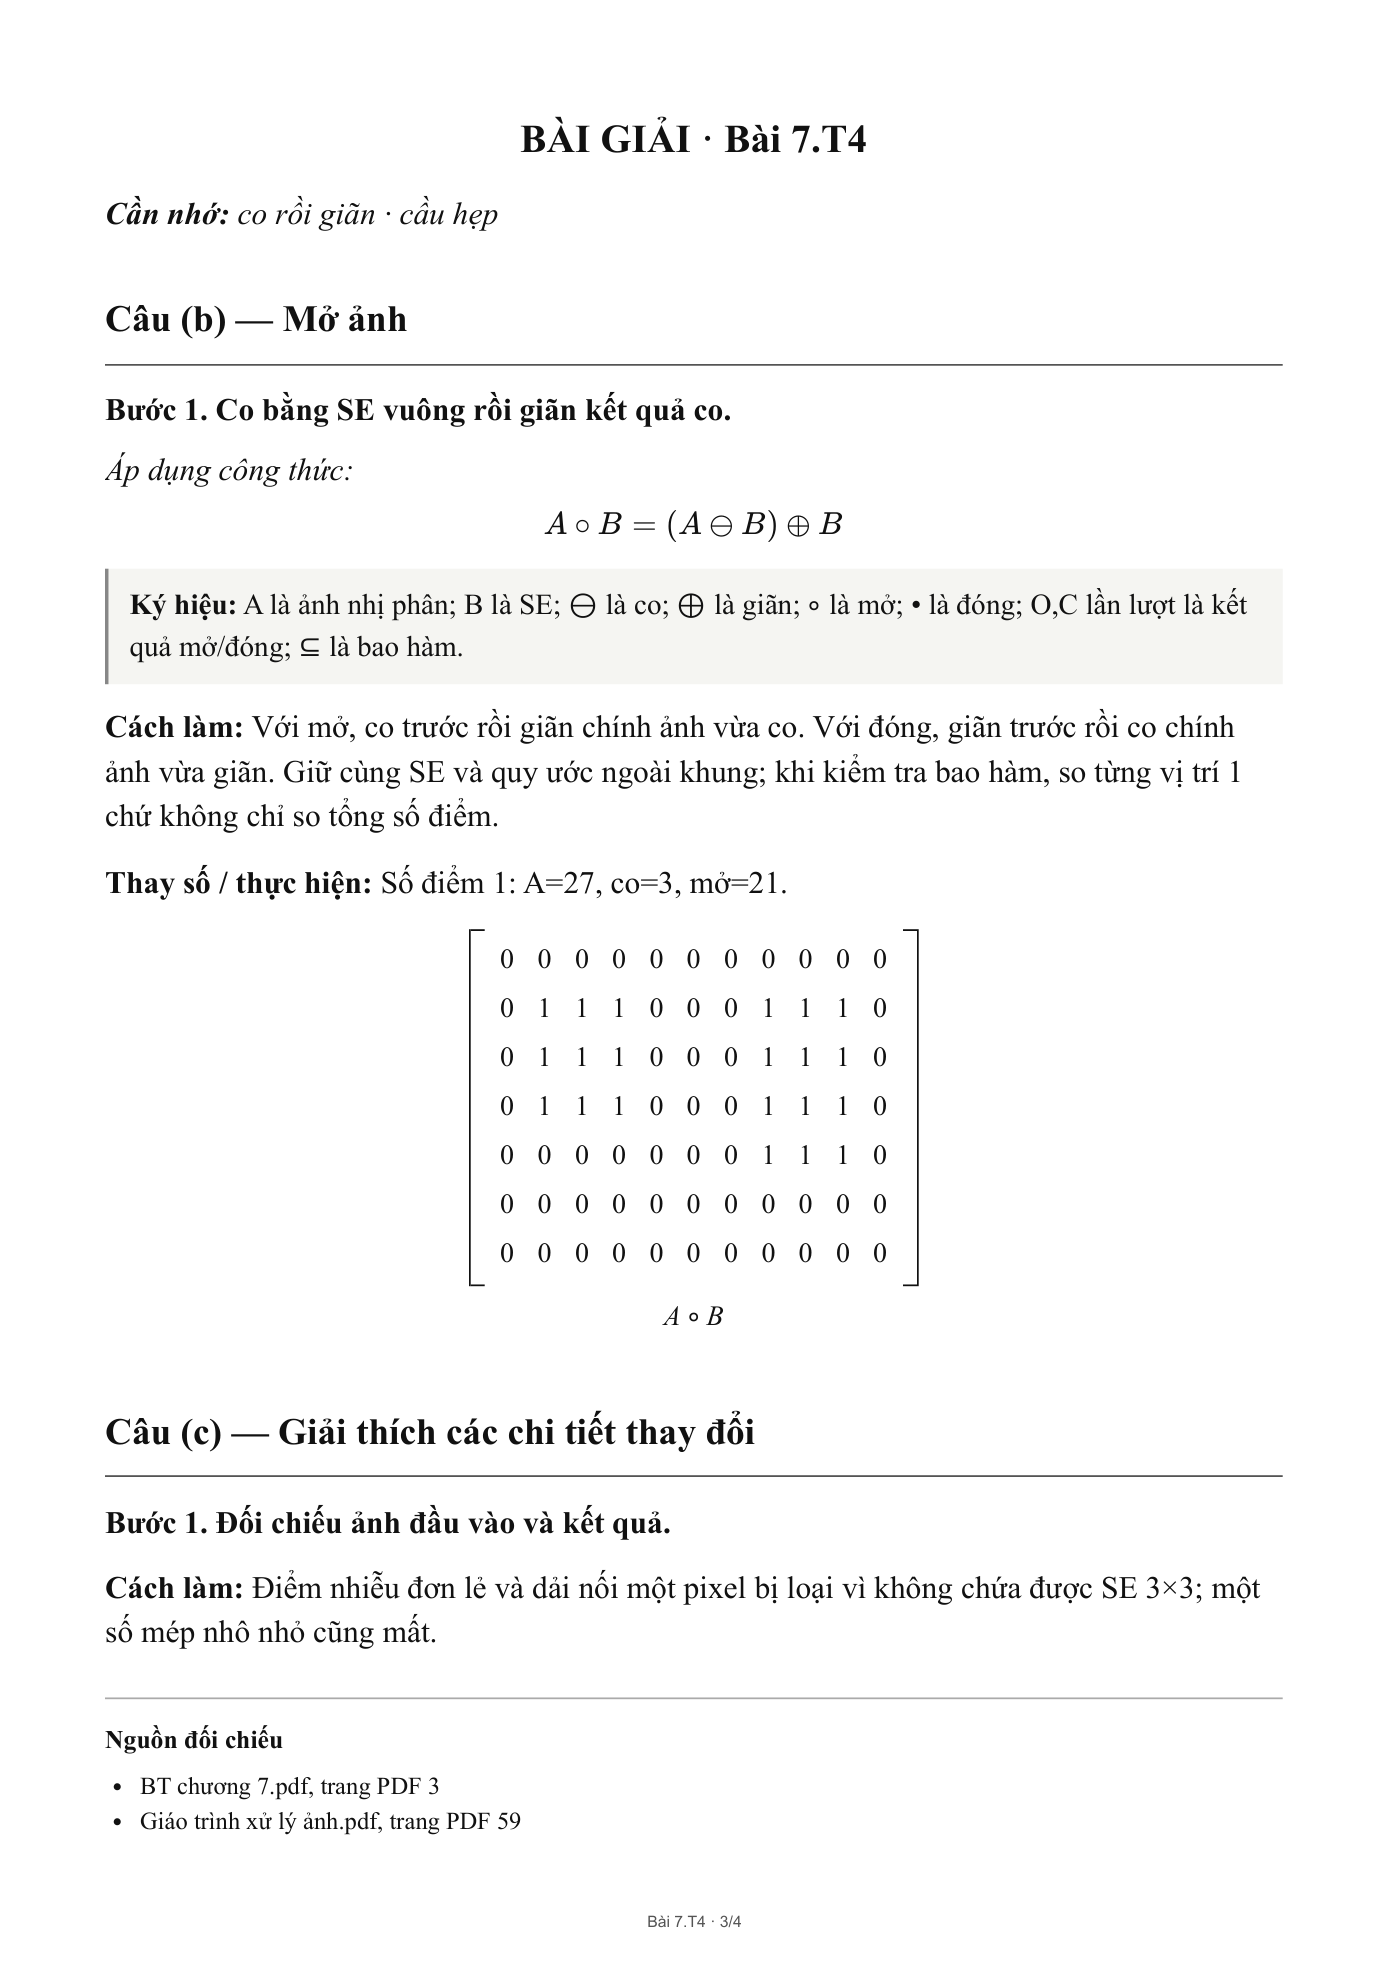 BÀI GIẢI · Bài 7.T4
Cần nhớ: co rồi giãn · cầu hẹp
Câu (b) — Mở ảnh
Bước 1. Co bằng SE vuông rồi giãn kết quả co.
Áp dụng công thức:
A ∘ B = (A ⊖ B) ⊕ B
Ký hiệu: A là ảnh nhị phân; B là SE; ⊖ là co; ⊕ là giãn; ∘ là mở; • là đóng; O,C lần lượt là kết
quả mở/đóng; ⊆ là bao hàm.
Cách làm: Với mở, co trước rồi giãn chính ảnh vừa co. Với đóng, giãn trước rồi co chính
ảnh vừa giãn. Giữ cùng SE và quy ước ngoài khung; khi kiểm tra bao hàm, so từng vị trí 1
chứ không chỉ so tổng số điểm.
Thay số / thực hiện: Số điểm 1: A=27, co=3, mở=21.
0 0 0 0 0 0 0 0 0 0 0
0 1 1 1 0 0 0 1 1 1 0
0 1 1 1 0 0 0 1 1 1 0
0 1 1 1 0 0 0 1 1 1 0
0 0 0 0 0 0 0 1 1 1 0
0 0 0 0 0 0 0 0 0 0 0
0 0 0 0 0 0 0 0 0 0 0
A ∘ B
Câu (c) — Giải thích các chi tiết thay đổi
Bước 1. Đối chiếu ảnh đầu vào và kết quả.
Cách làm: Điểm nhiễu đơn lẻ và dải nối một pixel bị loại vì không chứa được SE 3×3; một
số mép nhô nhỏ cũng mất.
Nguồn đối chiếu
• BT chương 7.pdf, trang PDF 3
• Giáo trình xử lý ảnh.pdf, trang PDF 59
Bài 7.T4 · 3/4